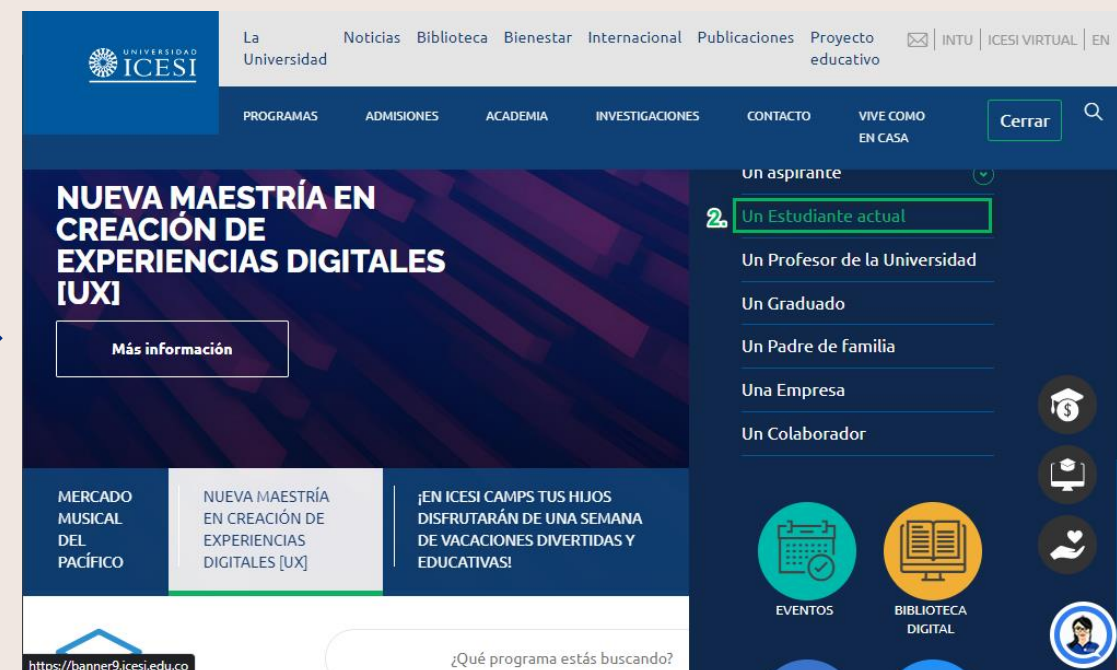 UNIVERSIDAD
ICESI
La
Universidad
Noticias
Biblioteca
Bienestar
Internacional
Publicaciones
Proyecto
educativo
INTU
ICESI VIRTUAL
EN
PROGRAMAS
ADMISIONES
ACADEMIA
INVESTIGACIONES
CONTACTO
VIVE COMO
EN CASA
Cerrar
NUEVA MAESTRÍA EN
CREACIÓN DE
EXPERIENCIAS DIGITALES
[UX]
Más información
Un aspirante
2. Un Estudiante actual
Un Profesor de la Universidad
Un Graduado
Un Padre de familia
Una Empresa
Un Colaborador
$
MERCADO
MUSICAL
DEL
PACÍFICO
NUEVA MAESTRÍA
EN CREACIÓN DE
EXPERIENCIAS
DIGITALES [UX]
¡EN ICESI CAMPS TUS HIJOS
DISFRUTARÁN DE UNA SEMANA
DE VACACIONES DIVERTIDAS Y
EDUCATIVAS!
EVENTOS
BIBLIOTECA
DIGITAL
¿Qué programa estás buscando?
https://banner9.icesi.edu.co